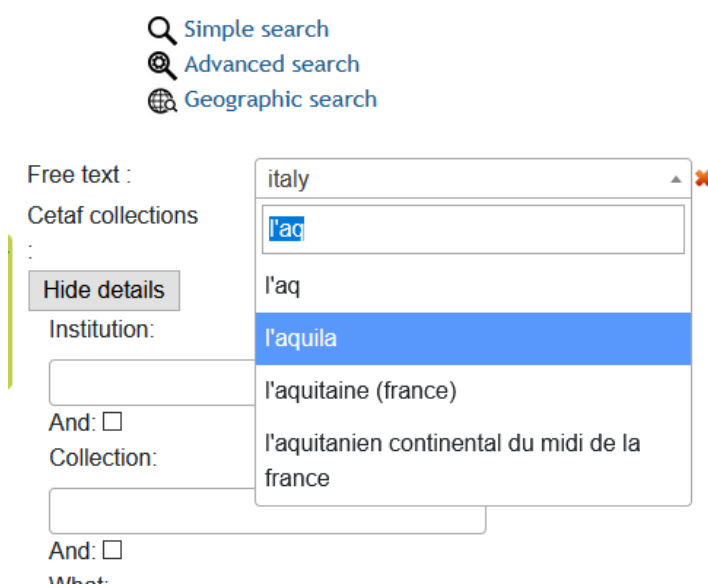 Simple search
Advanced search
Geographic search
Free text :
italy
Cetaf collections
:
l'aq
Hide details
l'aq
Institution:
l'aquila
l'aquitaine (france)
And:
l'aquitanien continental du midi de la
france
Collection:
And:
What: